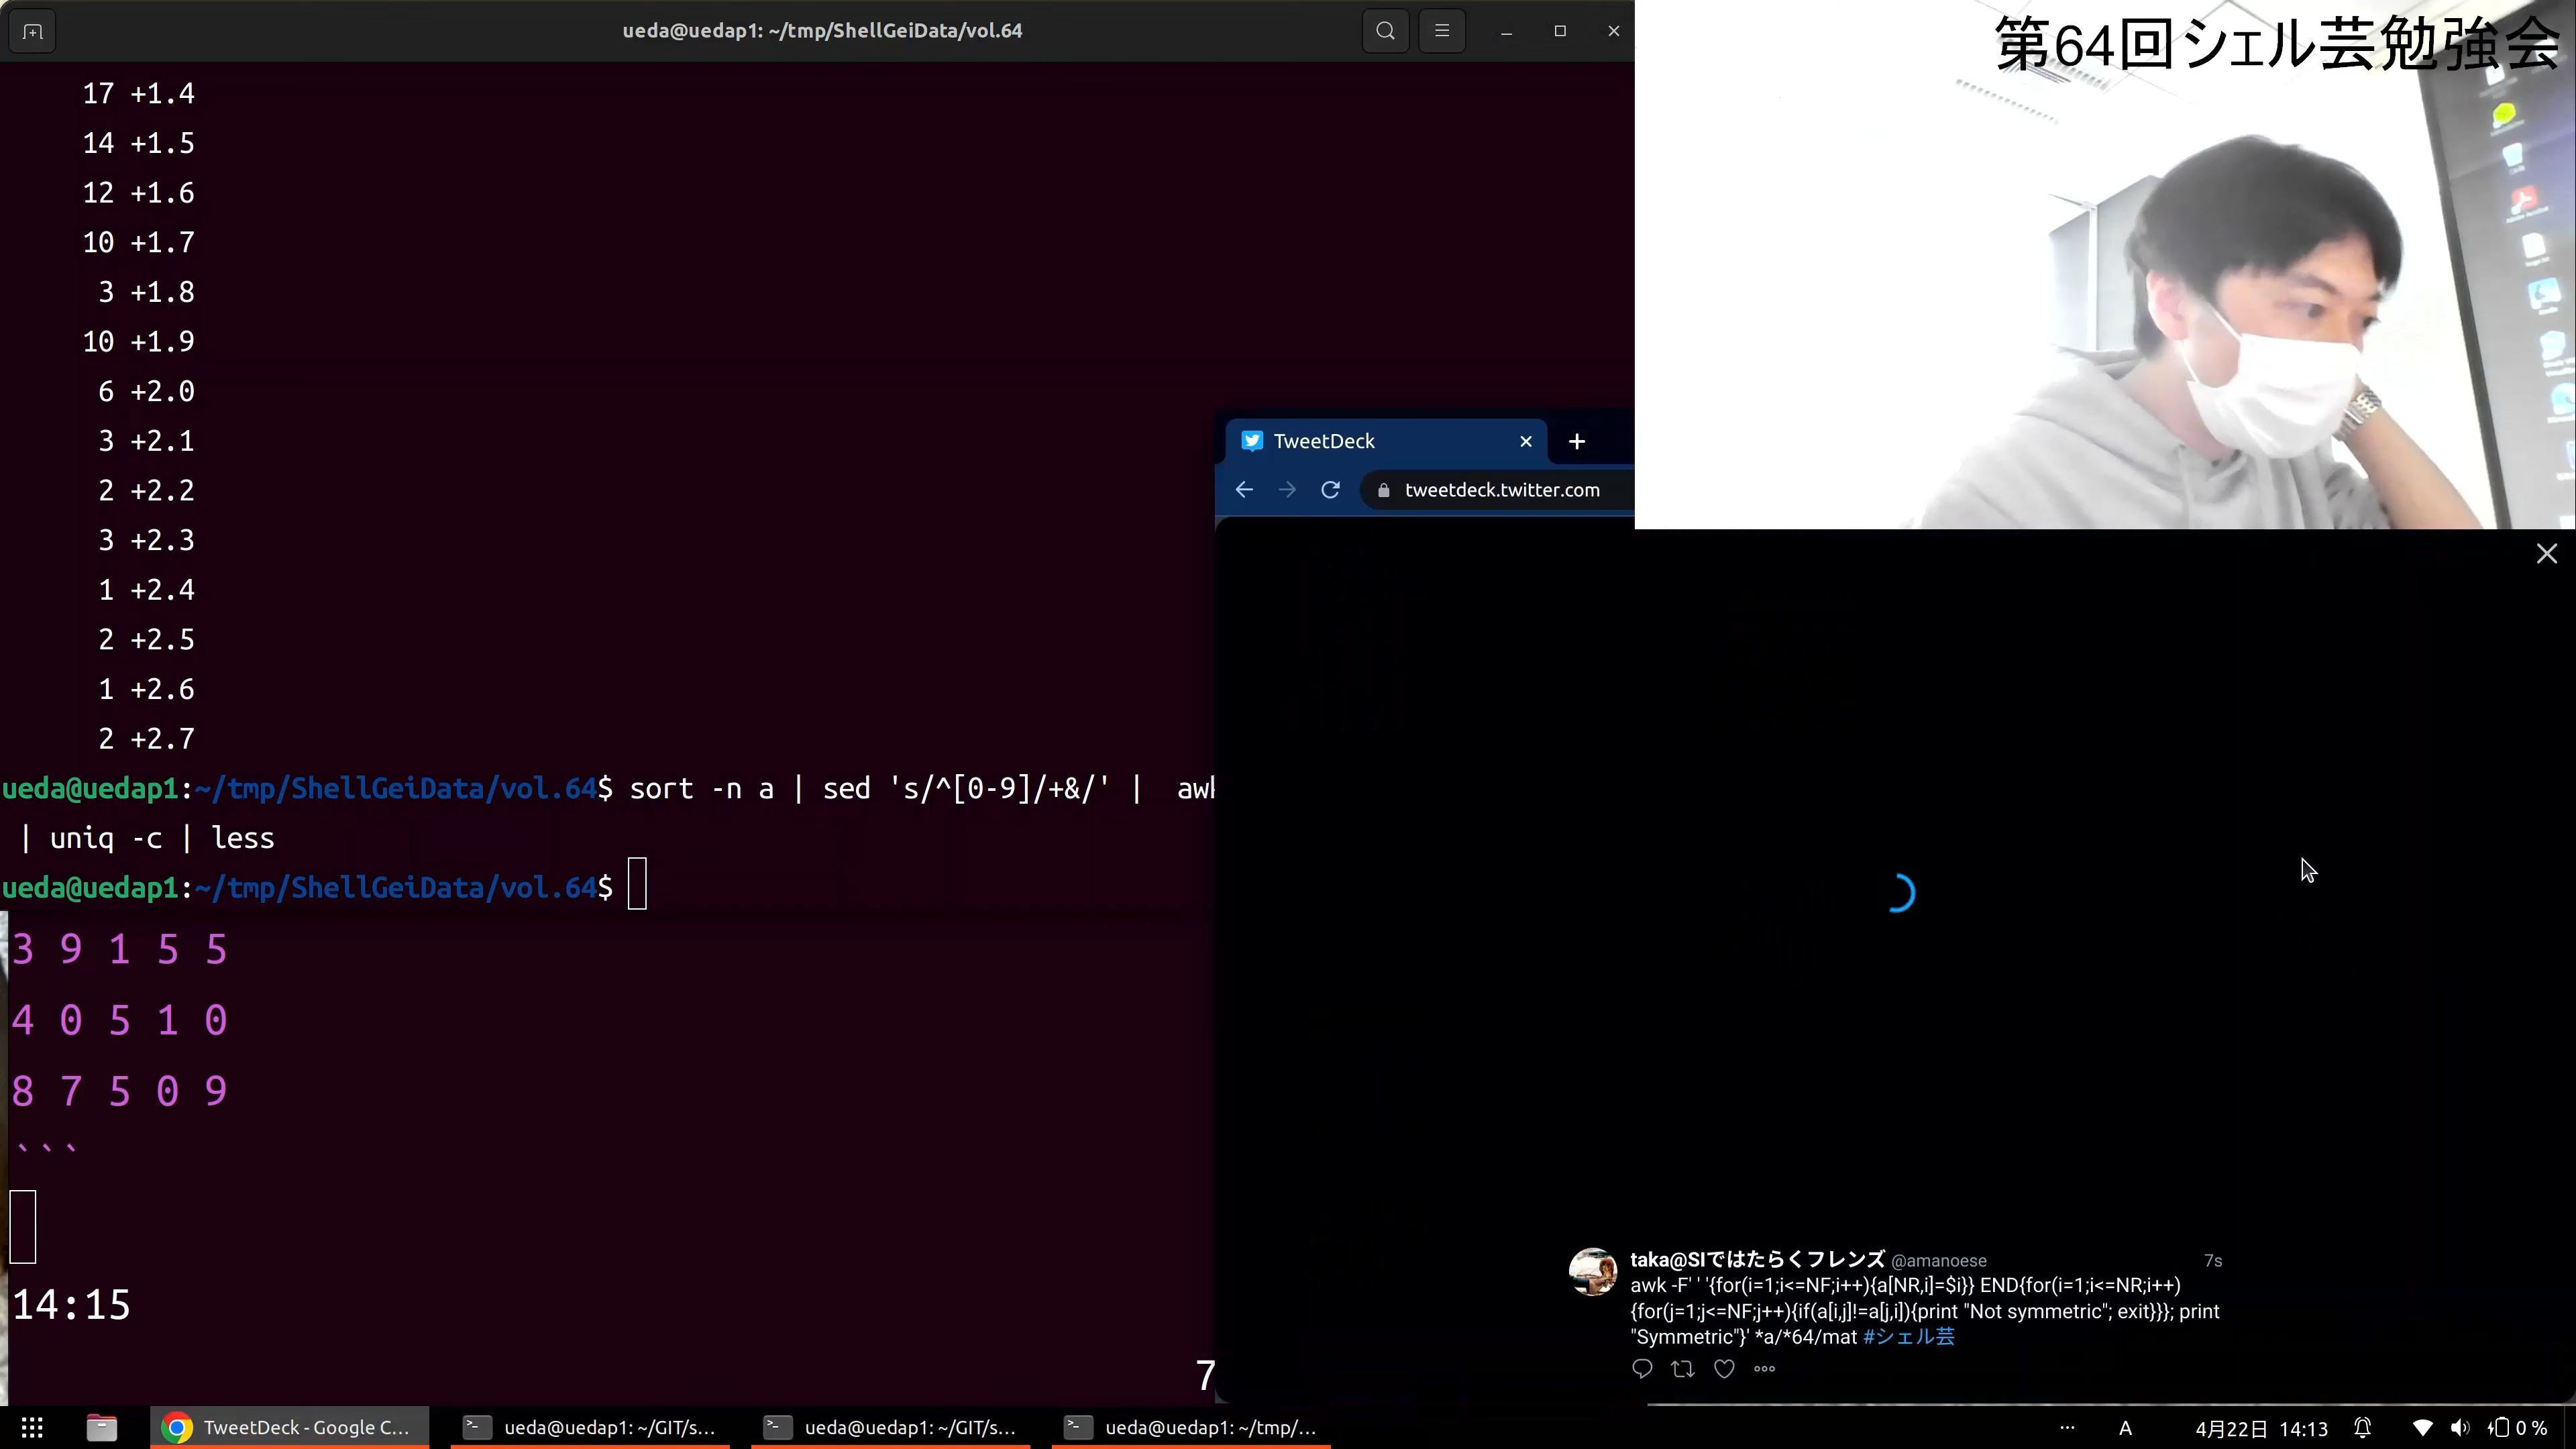 ueda@uedap1: ~/tmp/ShellGeiData/vol.64
17 +1.4
14 +1.5
12 +1.6
10 +1.7
3 +1.8
10 +1.9
6 +2.0
3 +2.1
2 +2.2
3 +2.3
1 +2.4
2 +2.5
1 +2.6
2 +2.7
ueda@uedap1:~/tmp/ShellGeiData/vol.64$ sort -n a | sed 's/^[0-9]/+&/' |  awk
| uniq -c | less
ueda@uedap1:~/tmp/ShellGeiData/vol.64$
3 9 1 5 5
4 0 5 1 0
8 7 5 0 9
```
14:15
7
第64回シェル芸勉強会
TweetDeck
tweetdeck.twitter.com
taka@SIではたらくフレンズ @amanoese 7s
awk -F' ' '{for(i=1;i<=NF;i++){a[NR,i]=$i}} END{for(i=1;i<=NR;i++)
{for(j=1;j<=NF;j++){if(a[i,j]!=a[j,i]){print "Not symmetric"; exit}}}; print
"Symmetric"}' *a/*64/mat #シェル芸
TweetDeck - Google C...
ueda@uedap1: ~/GIT/s...
ueda@uedap1: ~/GIT/s...
ueda@uedap1: ~/tmp/...
A
4月22日 14:13
0 %